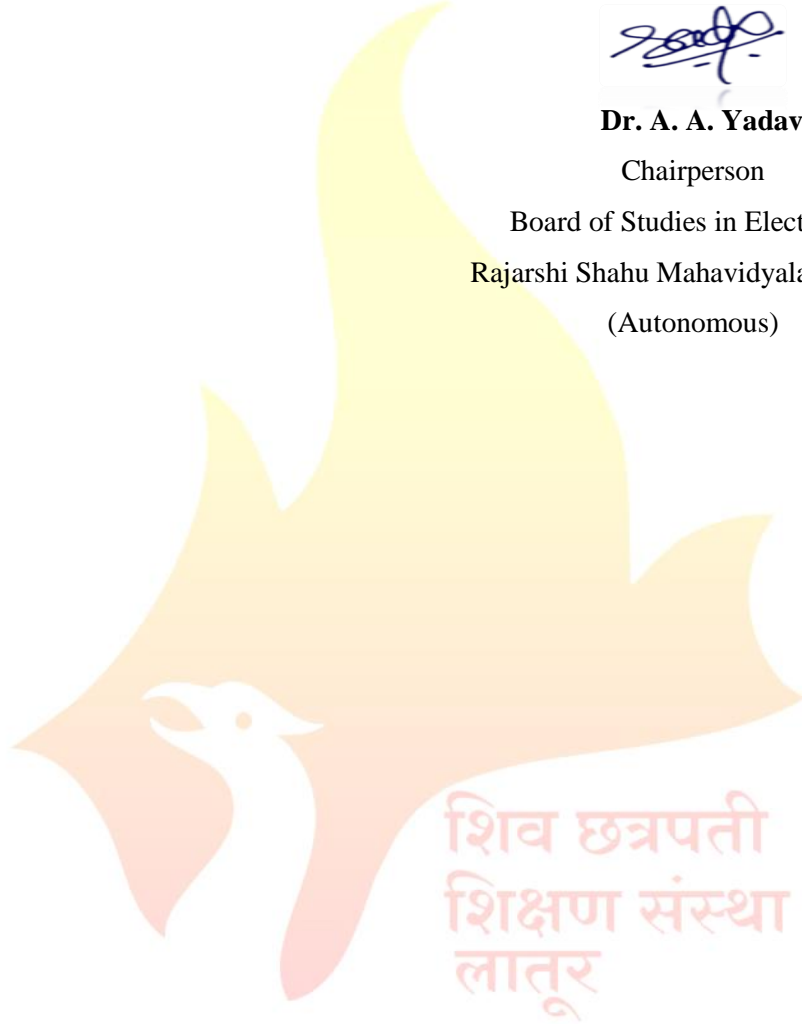 Dr. A. A. Yadav
Chairperson
Board of Studies in Elect
Rajarshi Shahu Mahavidyala
(Autonomous)
शिव छत्रपती
शिक्षण संस्था
लातूर